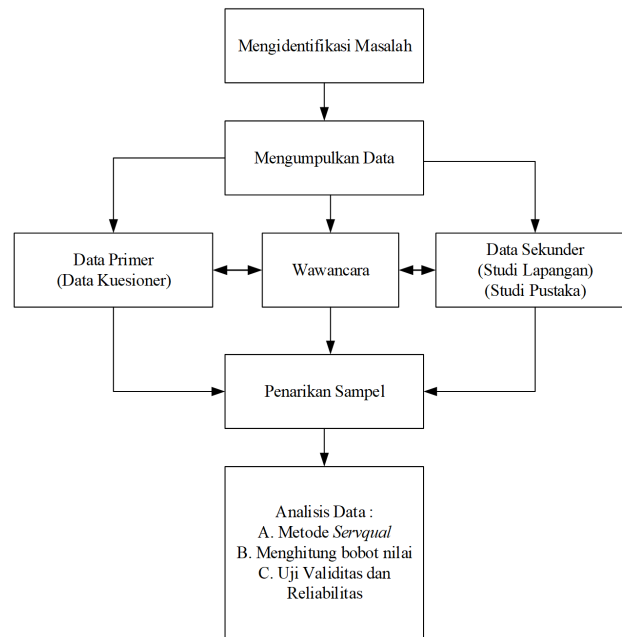 Mengidentifikasi Masalah
Mengumpulkan Data
Data Primer
(Data Kuesioner)
Wawancara
Data Sekunder
(Studi Lapangan)
(Studi Pustaka)
Penarikan Sampel
Analisis Data :
A. Metode Servqual
B. Menghitung bobot nilai
C. Uji Validitas dan
Reliabilitas